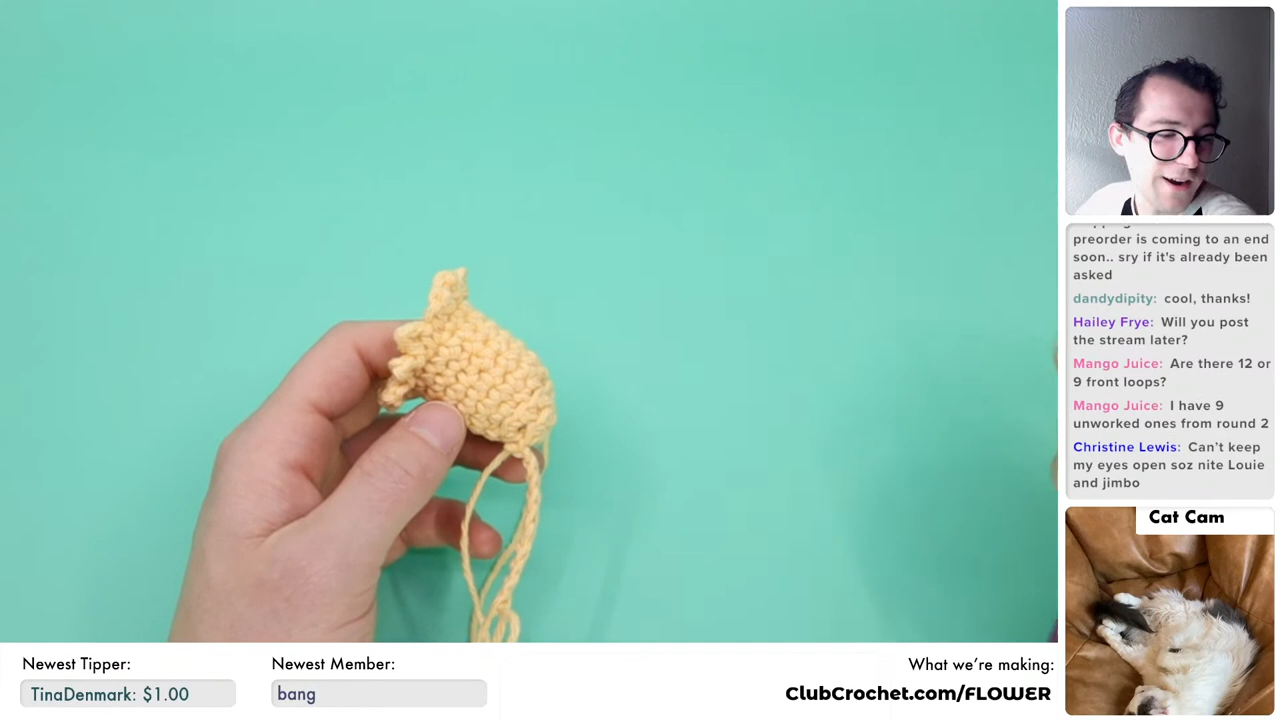 preorder is coming to an end
soon.. sry if it's already been
asked
dandydipity: cool, thanks!
Hailey Frye: Will you post
the stream later?
Mango Juice: Are there 12 or
9 front loops?
Mango Juice: I have 9
unworked ones from round 2
Christine Lewis: Can't keep
my eyes open soz nite Louie
and jimbo
Cat Cam
Newest Tipper:
TinaDenmark: $1.00
Newest Member:
bang
What we're making:
ClubCrochet.com/FLOWER